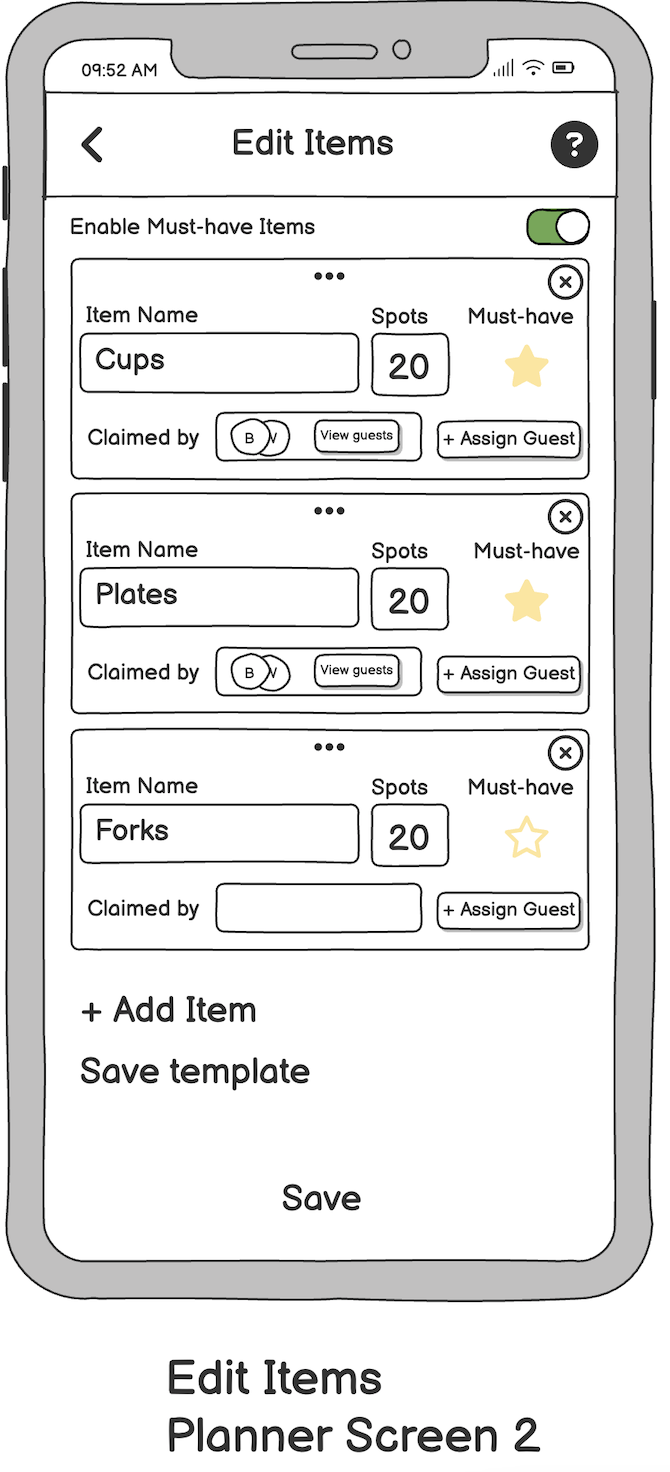 09:52 AM
Edit Items
?
Enable Must-have Items
Item Name Spots Must-have
Cups 20
Claimed by B V View guests + Assign Guest
Item Name Spots Must-have
Plates 20
Claimed by B V View guests + Assign Guest
Item Name Spots Must-have
Forks 20
Claimed by + Assign Guest
+ Add Item
Save template
Save
Edit Items
Planner Screen 2